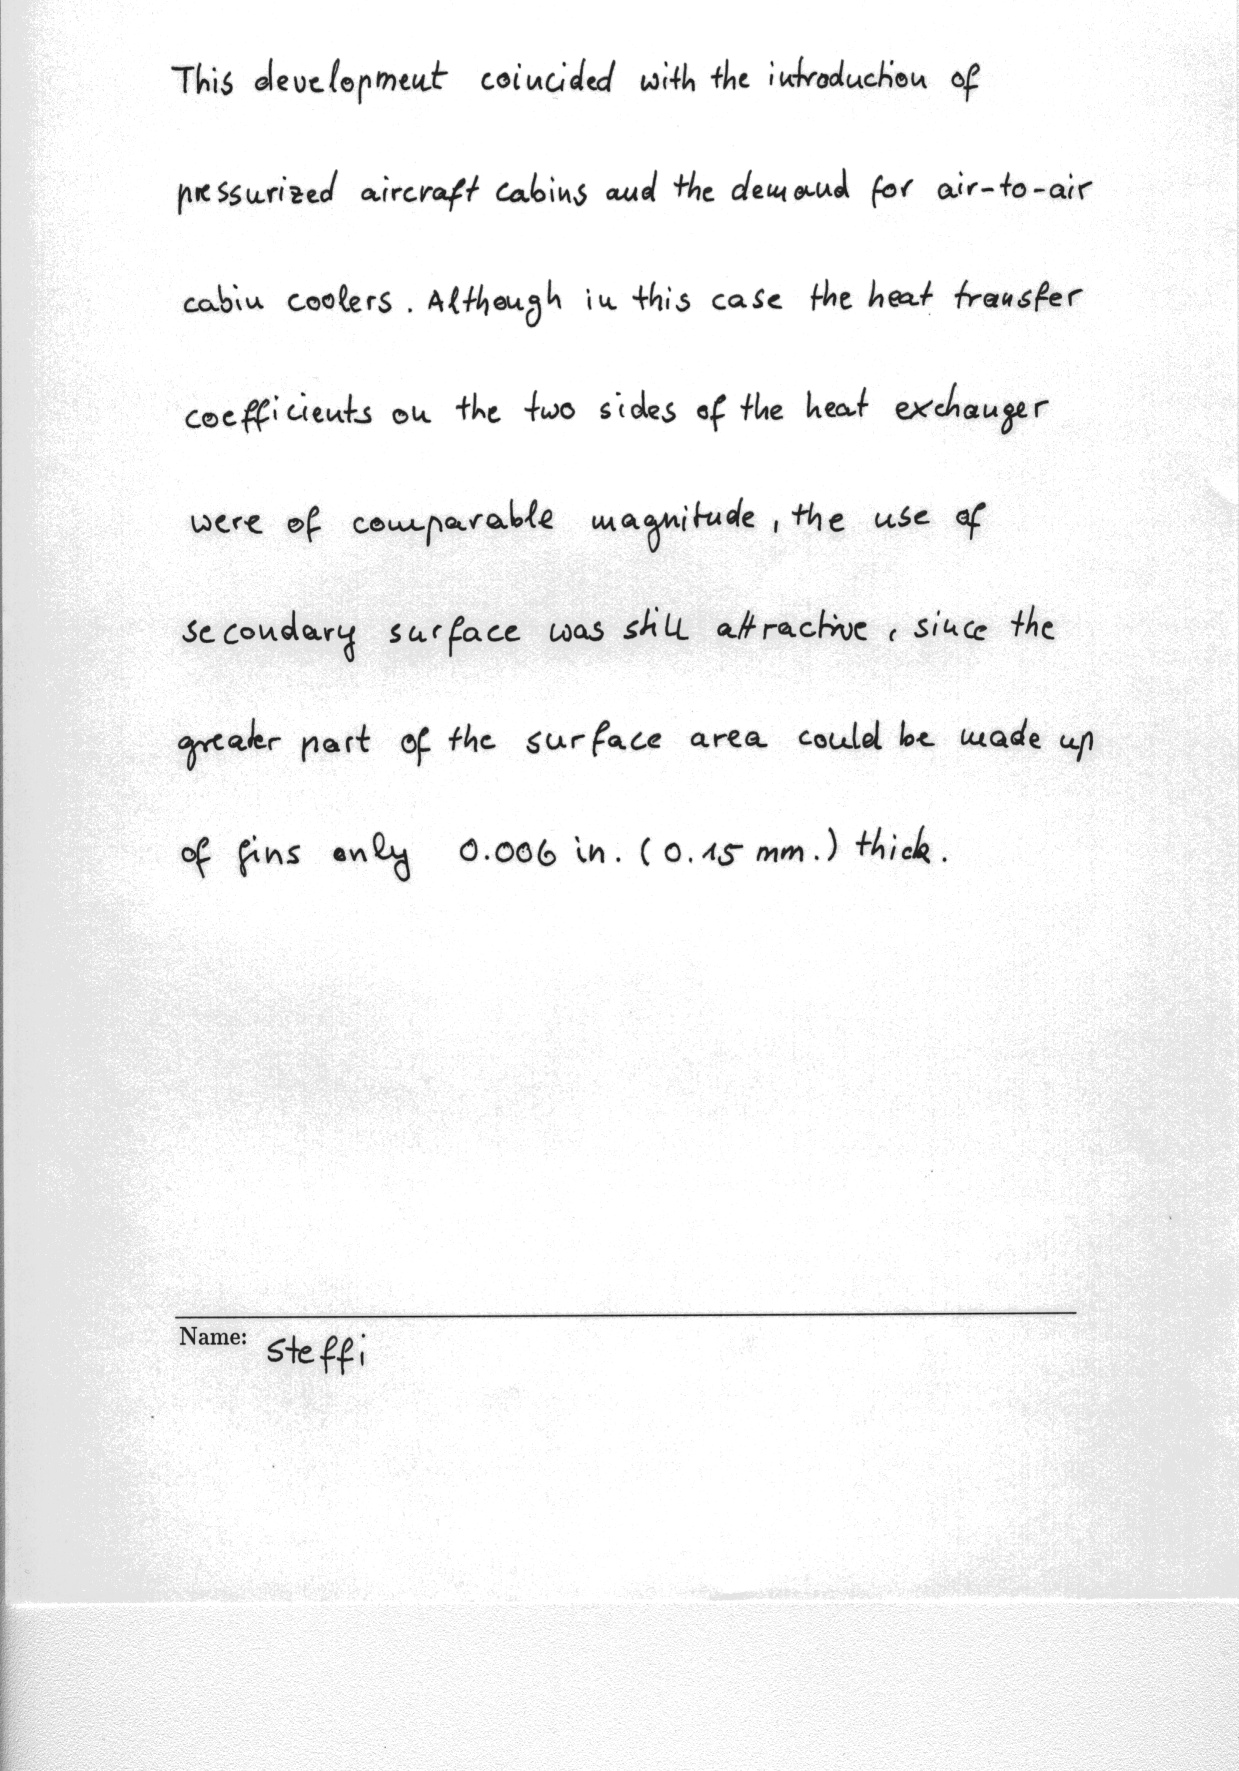 This development coincided with the introduction of
pressurized aircraft cabins and the demand for air-to-air
cabin coolers. Although in this case the heat transfer
coefficients on the two sides of the heat exchanger
were of comparable magnitude, the use of
secondary surface was still attractive, since the
greater part of the surface area could be made up
of fins only 0.006 in. (0.15 mm.) thick.
Name: Steffi